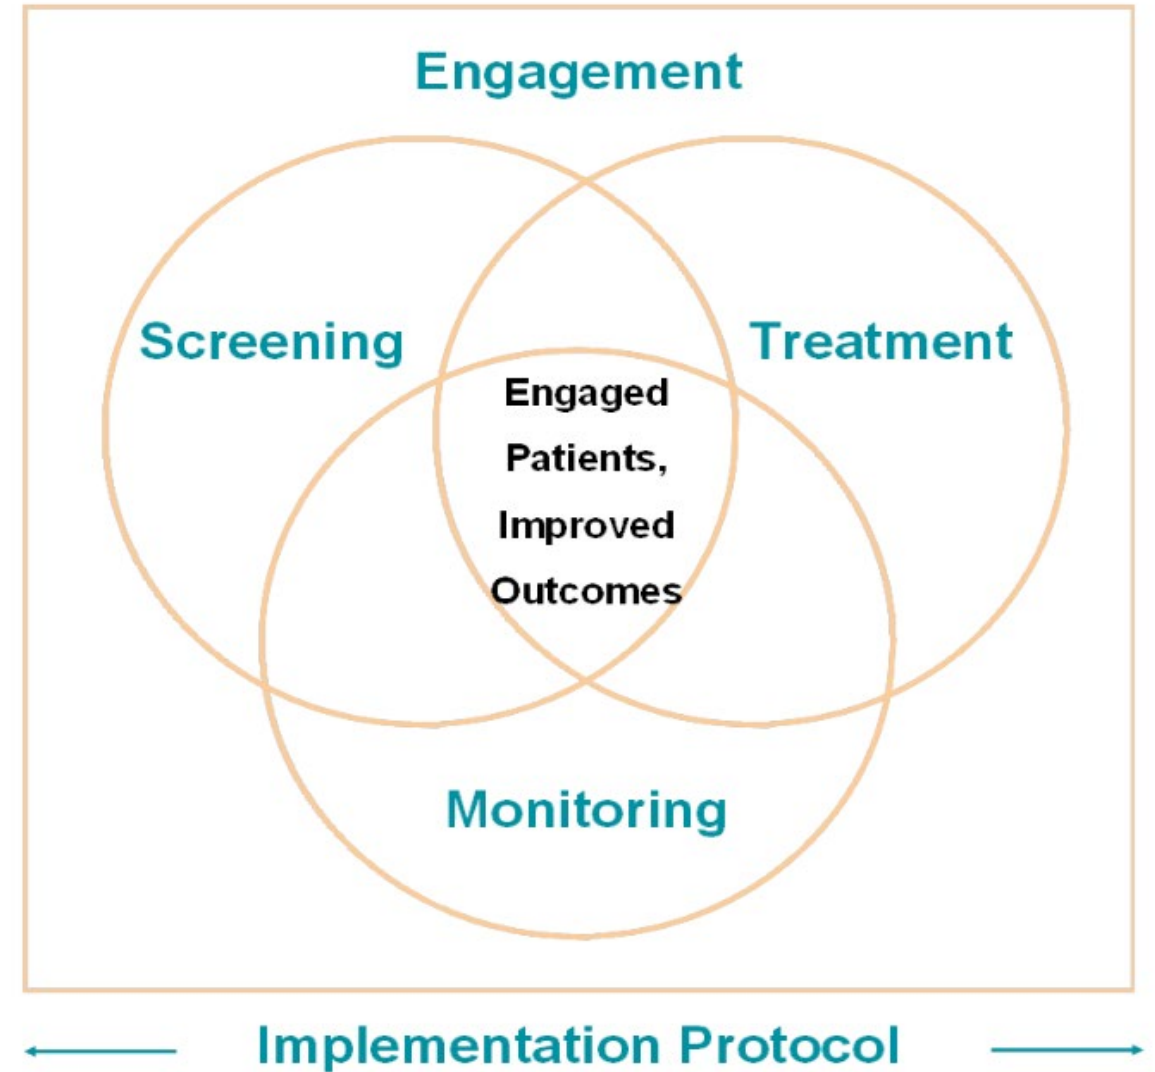 Engagement
Screening
Treatment
Engaged
Patients,
Improved
Outcomes
Monitoring
Implementation Protocol